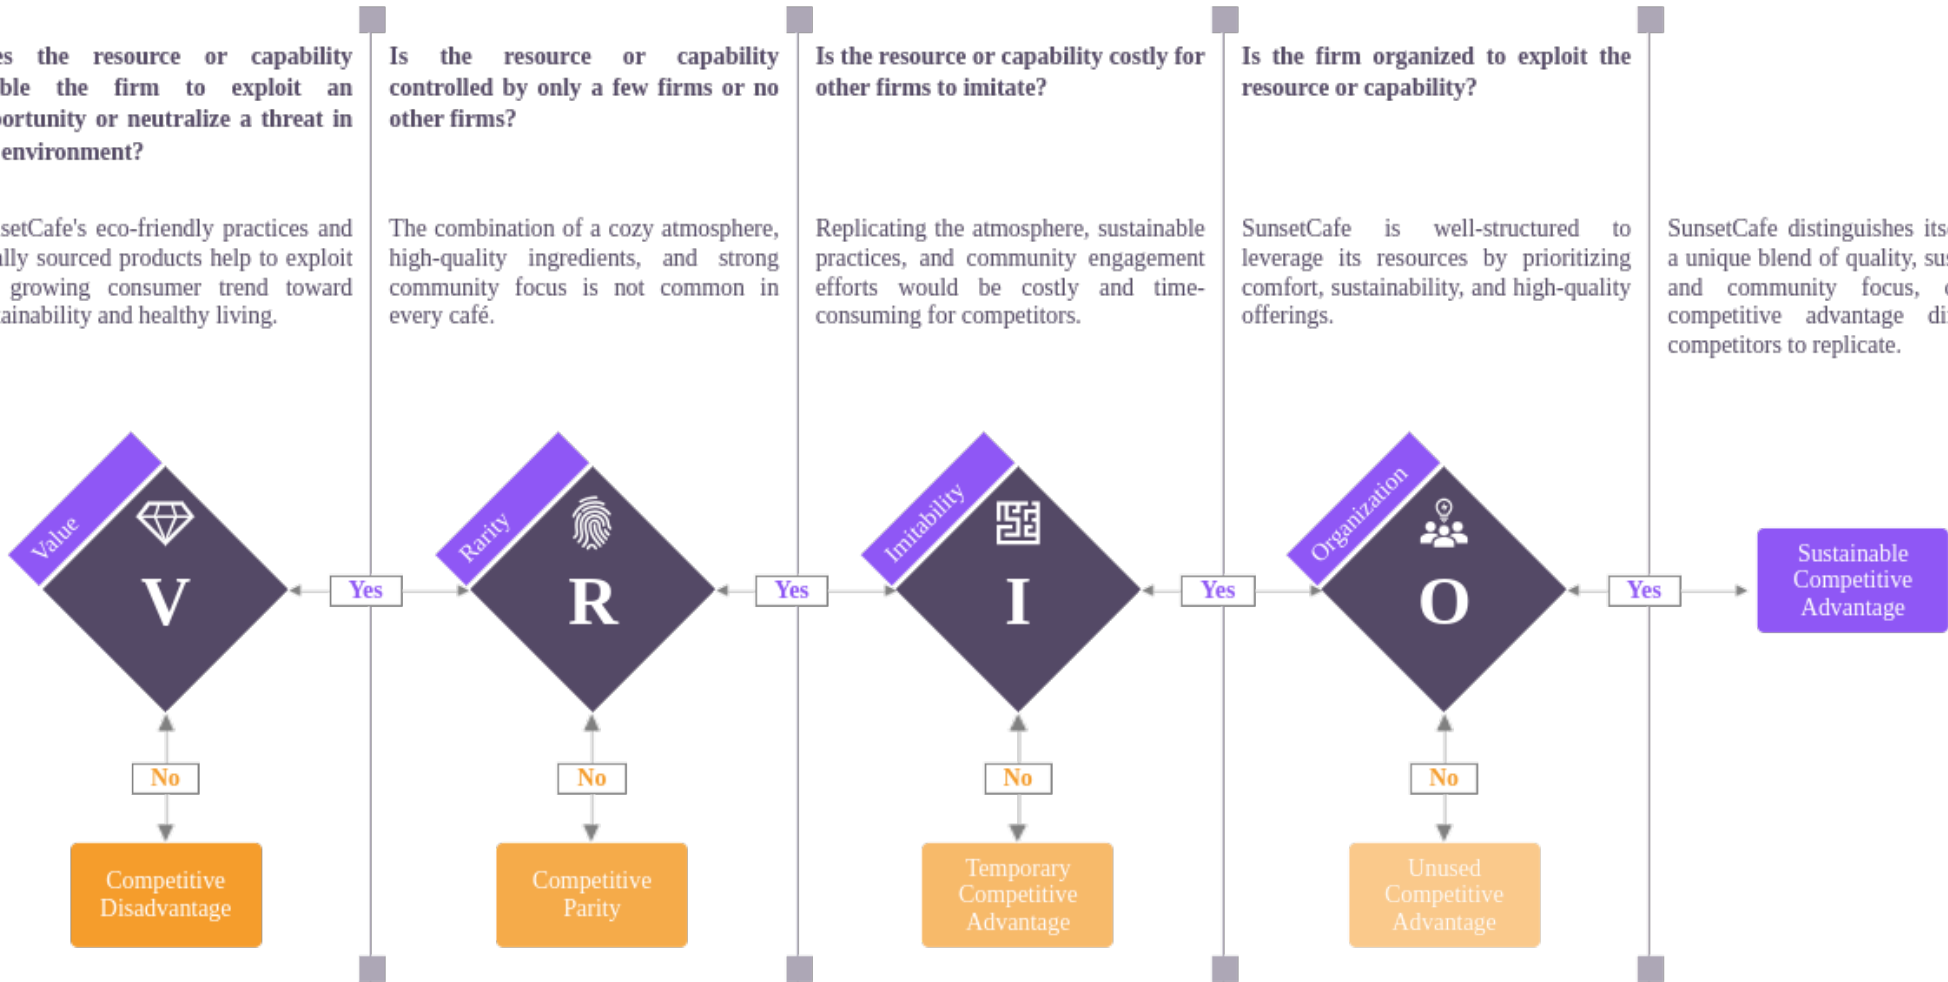 es the resource or capability
ble the firm to exploit an
ortunity or neutralize a threat in
environment?
setCafe's eco-friendly practices and
ally sourced products help to exploit
growing consumer trend toward
ainability and healthy living.
Value
V
Yes
No
Competitive
Disadvantage
Is the resource or capability
controlled by only a few firms or no
other firms?
The combination of a cozy atmosphere,
high-quality ingredients, and strong
community focus is not common in
every café.
Rarity
R
Yes
No
Competitive
Parity
Is the resource or capability costly for
other firms to imitate?
Replicating the atmosphere, sustainable
practices, and community engagement
efforts would be costly and time-
consuming for competitors.
Imitability
I
Yes
No
Temporary
Competitive
Advantage
Is the firm organized to exploit the
resource or capability?
SunsetCafe is well-structured to
leverage its resources by prioritizing
comfort, sustainability, and high-quality
offerings.
Organization
O
Yes
No
Unused
Competitive
Advantage
SunsetCafe distinguishes its
a unique blend of quality, sus
and community focus,
competitive advantage di
competitors to replicate.
Sustainable
Competitive
Advantage